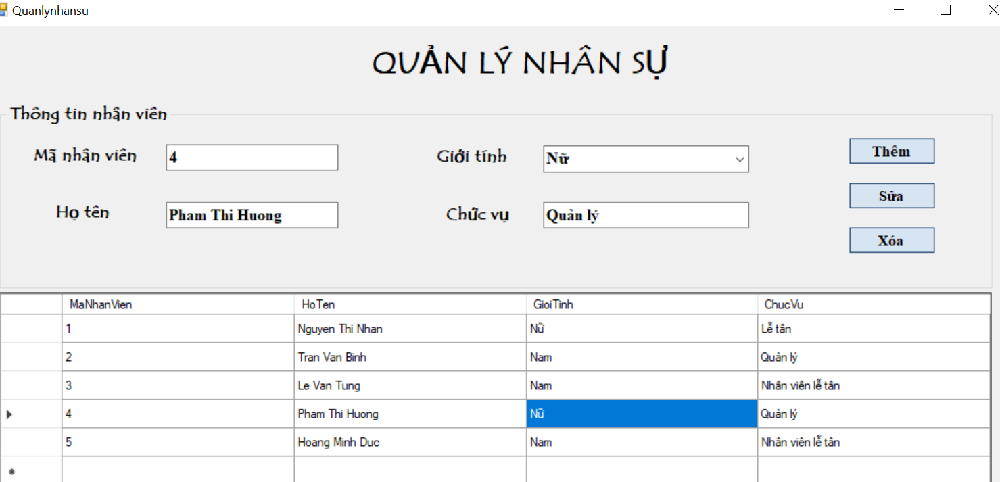 Quanlynhansu
QUẢN LÝ NHÂN SỰ
Thông tin nhận viên
Mã nhận viên 4 Giới tính Nữ Thêm
Sửa
Họ tên Pham Thi Huong Chức vụ Quản lý
Xóa
MaNhanVien HoTen GioiTinh ChucVu
1 Nguyen Thi Nhan Nữ Lễ tân
2 Tran Van Binh Nam Quản lý
3 Le Van Tung Nam Nhân viên lễ tân
4 Pham Thi Huong Nữ Quản lý
5 Hoang Minh Duc Nam Nhân viên lễ tân